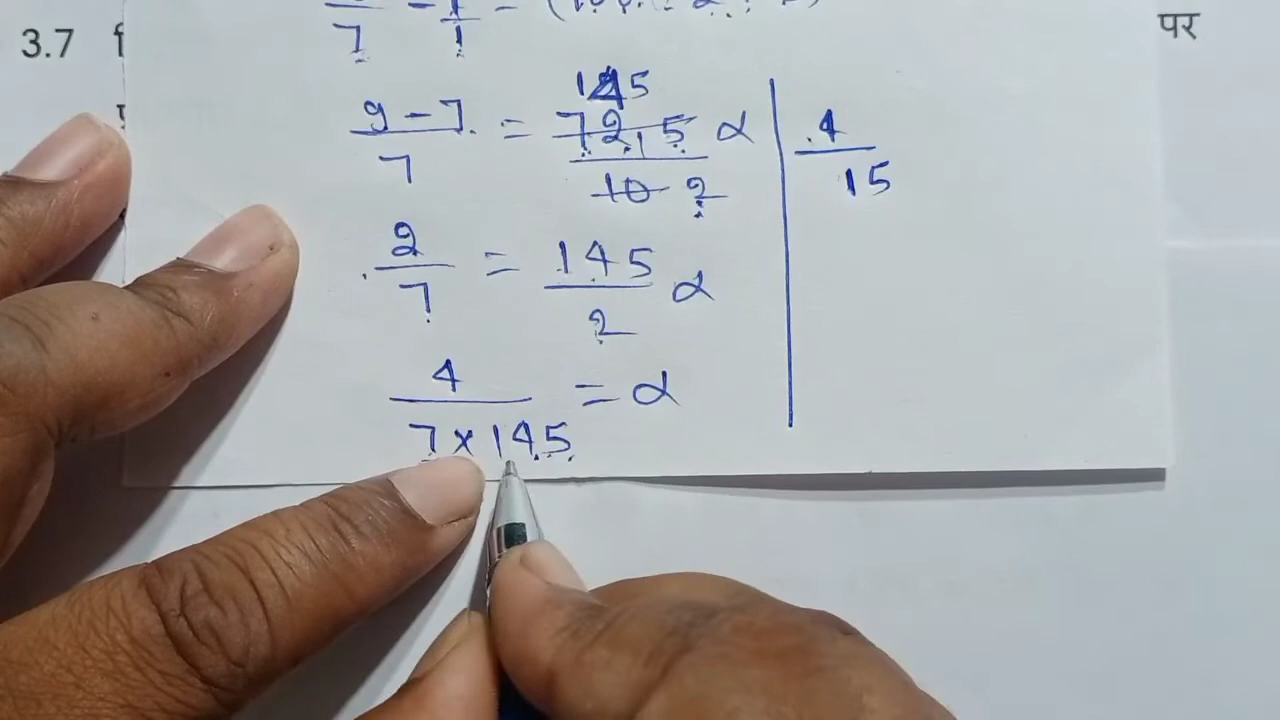 3.7
पर
9 - 7 / 7 = 72.5 / 10 α
145
2
2 / 7 = 145 / 2 α
4 / 7 × 145 = α
4 / 15